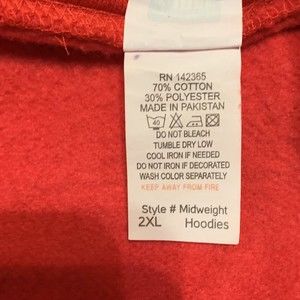 RN 142365
70% COTTON
30% POLYESTER
MADE IN PAKISTAN
40
DO NOT BLEACH
TUMBLE DRY LOW
COOL IRON IF NEEDED
DO NOT IRON IF DECORATED
WASH COLOR SEPARATELY
KEEP AWAY FROM FIRE
Style # Midweight
2XL Hoodies